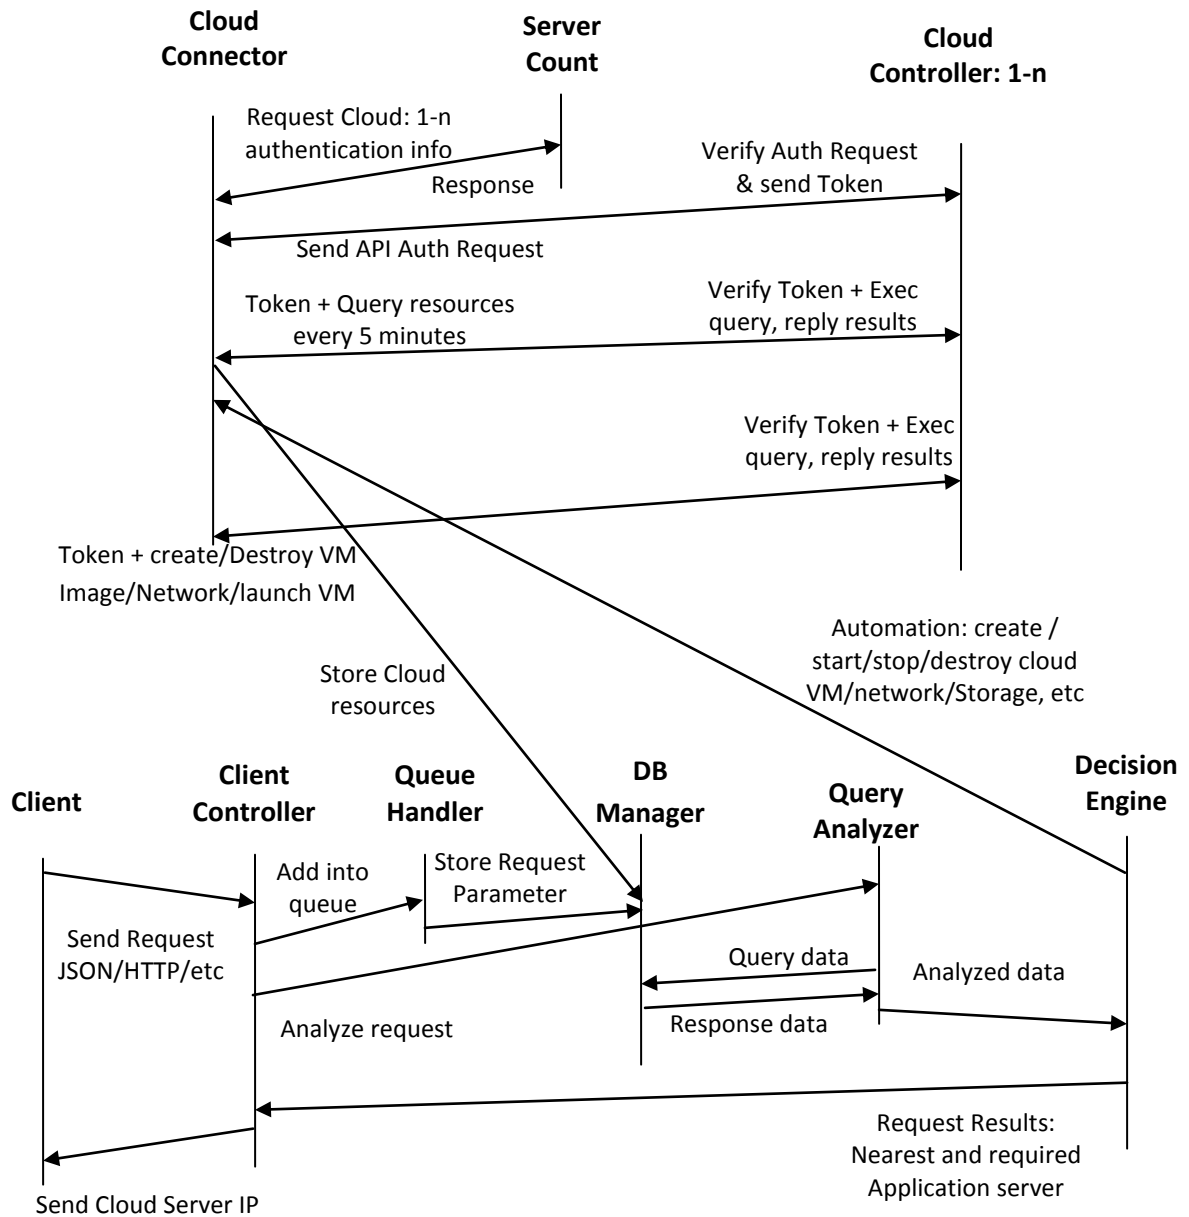 Cloud
Connector
Server
Count
Cloud
Controller: 1-n
Request Cloud: 1-n
authentication info
Response
Verify Auth Request
& send Token
Send API Auth Request
Token + Query resources
every 5 minutes
Verify Token + Exec
query, reply results
Verify Token + Exec
query, reply results
Token + create/Destroy VM
Image/Network/launch VM
Automation: create /
start/stop/destroy cloud
VM/network/Storage, etc
Store Cloud
resources
Client
Client
Controller
Queue
Handler
DB
Manager
Query
Analyzer
Decision
Engine
Add into
queue
Store Request
Parameter
Send Request
JSON/HTTP/etc
Query data
Analyzed data
Response data
Analyze request
Request Results:
Nearest and required
Application server
Send Cloud Server IP